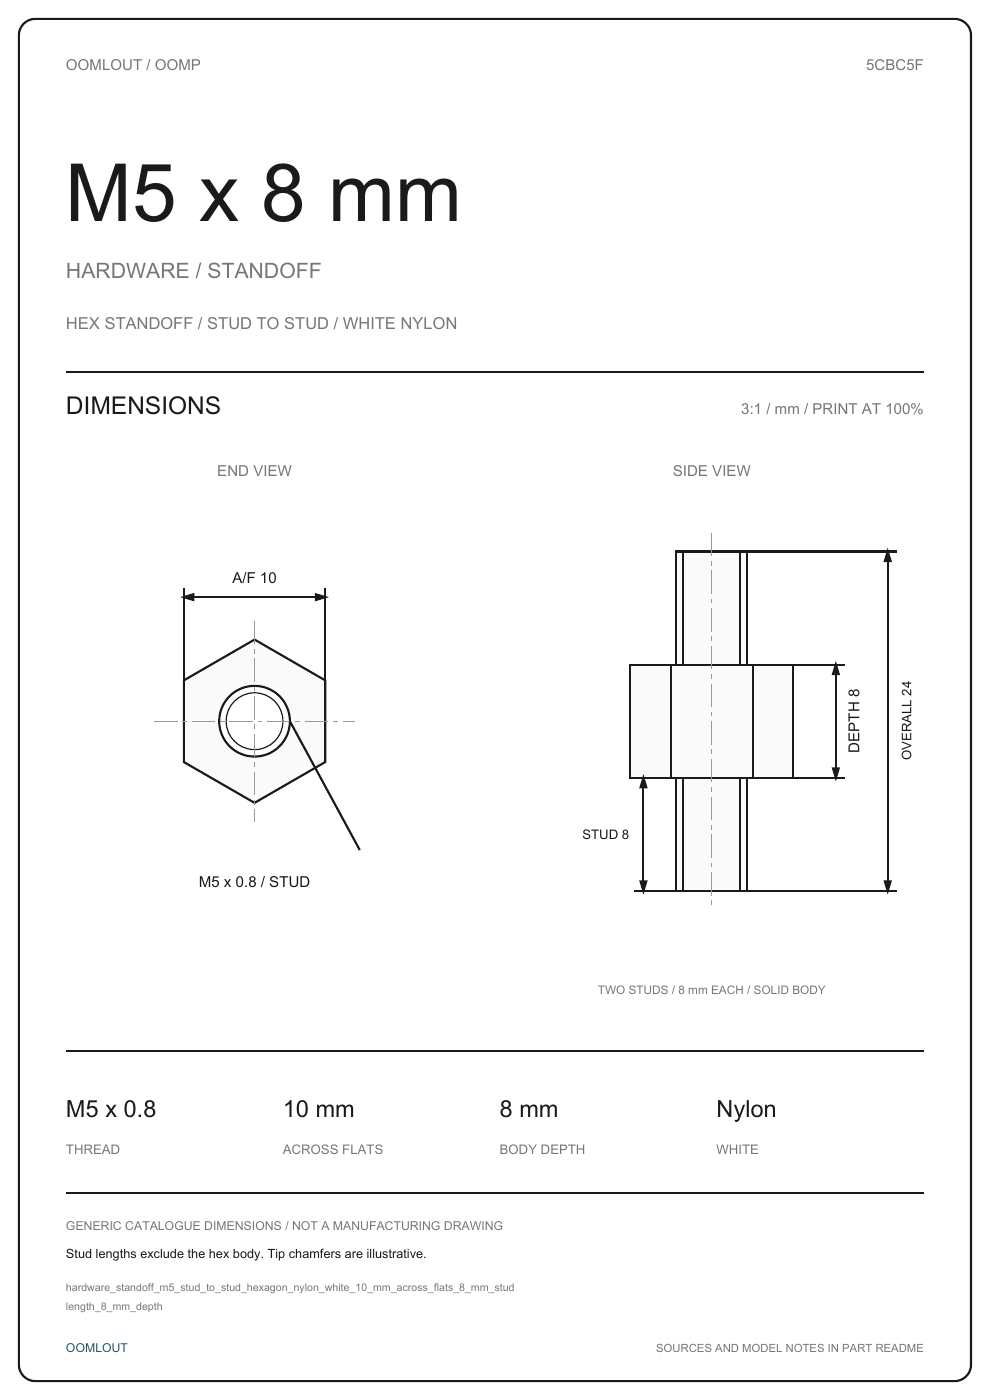 OOMLOUT / OOMP
5CBC5F
M5 x 8 mm
HARDWARE / STANDOFF
HEX STANDOFF / STUD TO STUD / WHITE NYLON
DIMENSIONS
3:1 / mm / PRINT AT 100%
END VIEW
SIDE VIEW
A/F 10
M5 x 0.8 / STUD
DEPTH 8
OVERALL 24
STUD 8
TWO STUDS / 8 mm EACH / SOLID BODY
M5 x 0.8
THREAD
10 mm
ACROSS FLATS
8 mm
BODY DEPTH
Nylon
WHITE
GENERIC CATALOGUE DIMENSIONS / NOT A MANUFACTURING DRAWING
Stud lengths exclude the hex body. Tip chamfers are illustrative.
hardware_standoff_m5_stud_to_stud_hexagon_nylon_white_10_mm_across_flats_8_mm_stud
length_8_mm_depth
OOMLOUT
SOURCES AND MODEL NOTES IN PART README